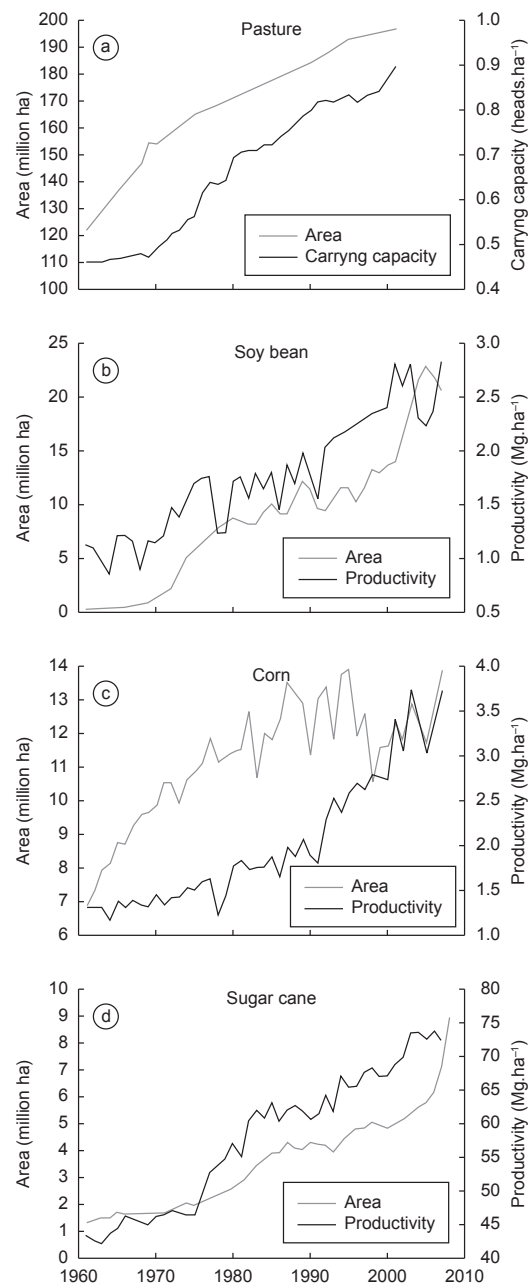 a
Pasture
Area (million ha)
200
190
180
170
160
150
140
130
120
110
100
1.0
0.9
0.8
0.7
0.6
0.5
0.4
Carryng capacity (heads.ha⁻¹)
Area
Carryng capacity
b
Soy bean
Area (million ha)
25
20
15
10
5
0
3.0
2.5
2.0
1.5
1.0
0.5
Productivity (Mg.ha⁻¹)
Area
Productivity
c
Corn
Area (million ha)
14
13
12
11
10
9
8
7
6
4.0
3.5
3.0
2.5
2.0
1.5
1.0
Productivity (Mg.ha⁻¹)
Area
Productivity
d
Sugar cane
Area (million ha)
10
9
8
7
6
5
4
3
2
1
0
80
75
70
65
60
55
50
45
40
Productivity (Mg.ha⁻¹)
Area
Productivity
1960 1970 1980 1990 2000 2010